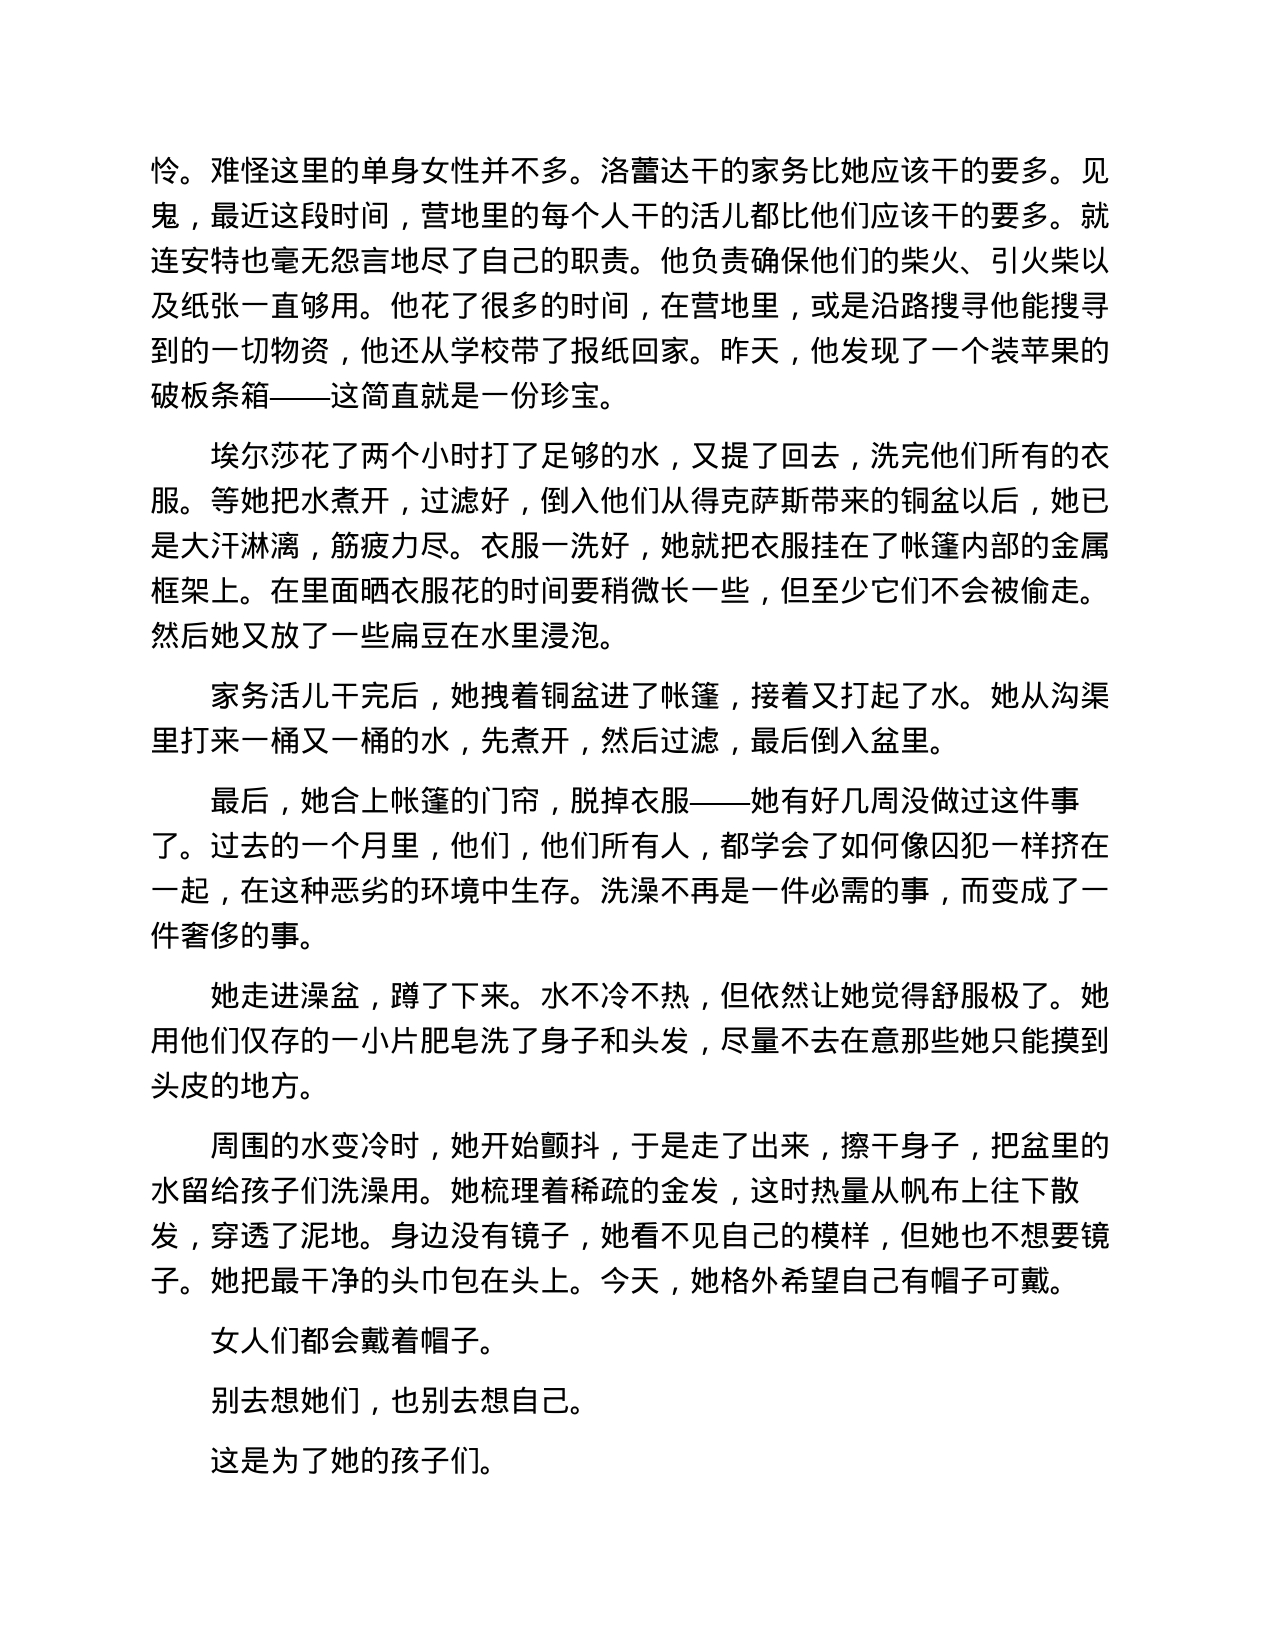 怜。难怪这里的单身女性并不多。洛蕾达干的家务比她应该干的要多。见
鬼，最近这段时间，营地里的每个人干的活儿都比他们应该干的要多。就
连安特也毫无怨言地尽了自己的职责。他负责确保他们的柴火、引火柴以
及纸张一直够用。他花了很多的时间，在营地里，或是沿路搜寻他能搜寻
到的一切物资，他还从学校带了报纸回家。昨天，他发现了一个装苹果的
破板条箱——这简直就是一份珍宝。
埃尔莎花了两个小时打了足够的水，又提了回去，洗完他们所有的衣
服。等她把水煮开，过滤好，倒入他们从得克萨斯带来的铜盆以后，她已
是大汗淋漓，筋疲力尽。衣服一洗好，她就把衣服挂在了帐篷内部的金属
框架上。在里面晒衣服花的时间要稍微长一些，但至少它们不会被偷走。
然后她又放了一些扁豆在水里浸泡。
家务活儿干完后，她拽着铜盆进了帐篷，接着又打起了水。她从沟渠
里打来一桶又一桶的水，先煮开，然后过滤，最后倒入盆里。
最后，她合上帐篷的门帘，脱掉衣服——她有好几周没做过这件事
了。过去的一个月里，他们，他们所有人，都学会了如何像囚犯一样挤在
一起，在这种恶劣的环境中生存。洗澡不再是一件必需的事，而变成了一
件奢侈的事。
她走进澡盆，蹲了下来。水不冷不热，但依然让她觉得舒服极了。她
用他们仅存的一小片肥皂洗了身子和头发，尽量不去在意那些她只能摸到
头皮的地方。
周围的水变冷时，她开始颤抖，于是走了出来，擦干身子，把盆里的
水留给孩子们洗澡用。她梳理着稀疏的金发，这时热量从帆布上往下散
发，穿透了泥地。身边没有镜子，她看不见自己的模样，但她也不想要镜
子。她把最干净的头巾包在头上。今天，她格外希望自己有帽子可戴。
女人们都会戴着帽子。
别去想她们，也别去想自己。
这是为了她的孩子们。